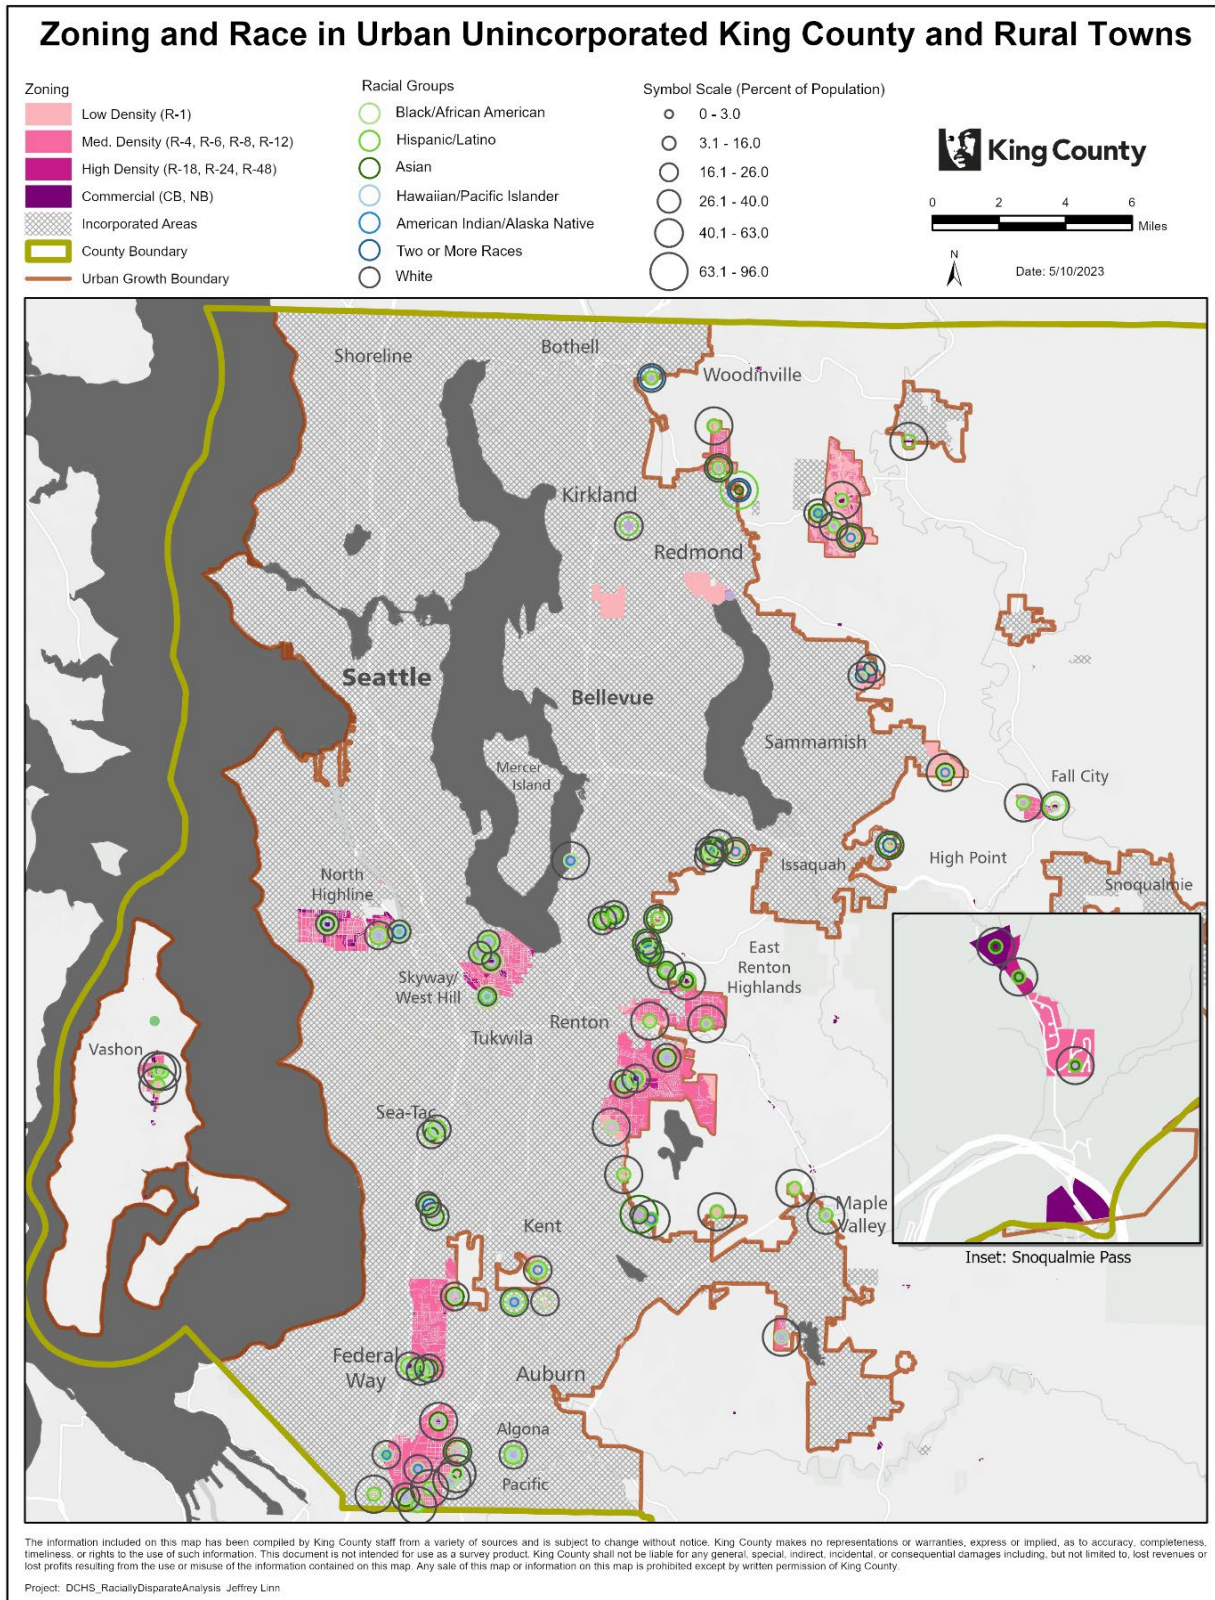 Zoning and Race in Urban Unincorporated King County and Rural Towns
Zoning
Low Density (R-1)
Med. Density (R-4, R-6, R-8, R-12)
High Density (R-18, R-24, R-48)
Commercial (CB, NB)
Incorporated Areas
County Boundary
Urban Growth Boundary
Racial Groups
Black/African American
Hispanic/Latino
Asian
Hawaiian/Pacific Islander
American Indian/Alaska Native
Two or More Races
White
Symbol Scale (Percent of Population)
0 - 3.0
3.1 - 16.0
16.1 - 26.0
26.1 - 40.0
40.1 - 63.0
63.1 - 96.0
King County
0 2 4 6
Miles
N
Date: 5/10/2023
Shoreline
Bothell
Woodinville
Kirkland
Redmond
Seattle
Bellevue
Sammamish
Mercer
Island
Fall City
Issaquah
High Point
Snoqualmie
North
Highline
East
Renton
Highlands
Skyway/
West Hill
Renton
Tukwila
Vashon
Sea-Tac
Maple
Valley
Kent
Inset: Snoqualmie Pass
Federal
Way
Auburn
Algona
Pacific
The information included on this map has been compiled by King County staff from a variety of sources and is subject to change without notice. King County makes no representations or warranties, express or implied, as to accuracy, completeness,
timeliness, or rights to the use of such information. This document is not intended for use as a survey product. King County shall not be liable for any general, special, indirect, incidental, or consequential damages including, but not limited to, lost revenues or
lost profits resulting from the use or misuse of the information contained on this map. Any sale of this map or information on this map is prohibited except by written permission of King County.
Project: DCHS_RaciallyDisparateAnalysis Jeffrey Linn